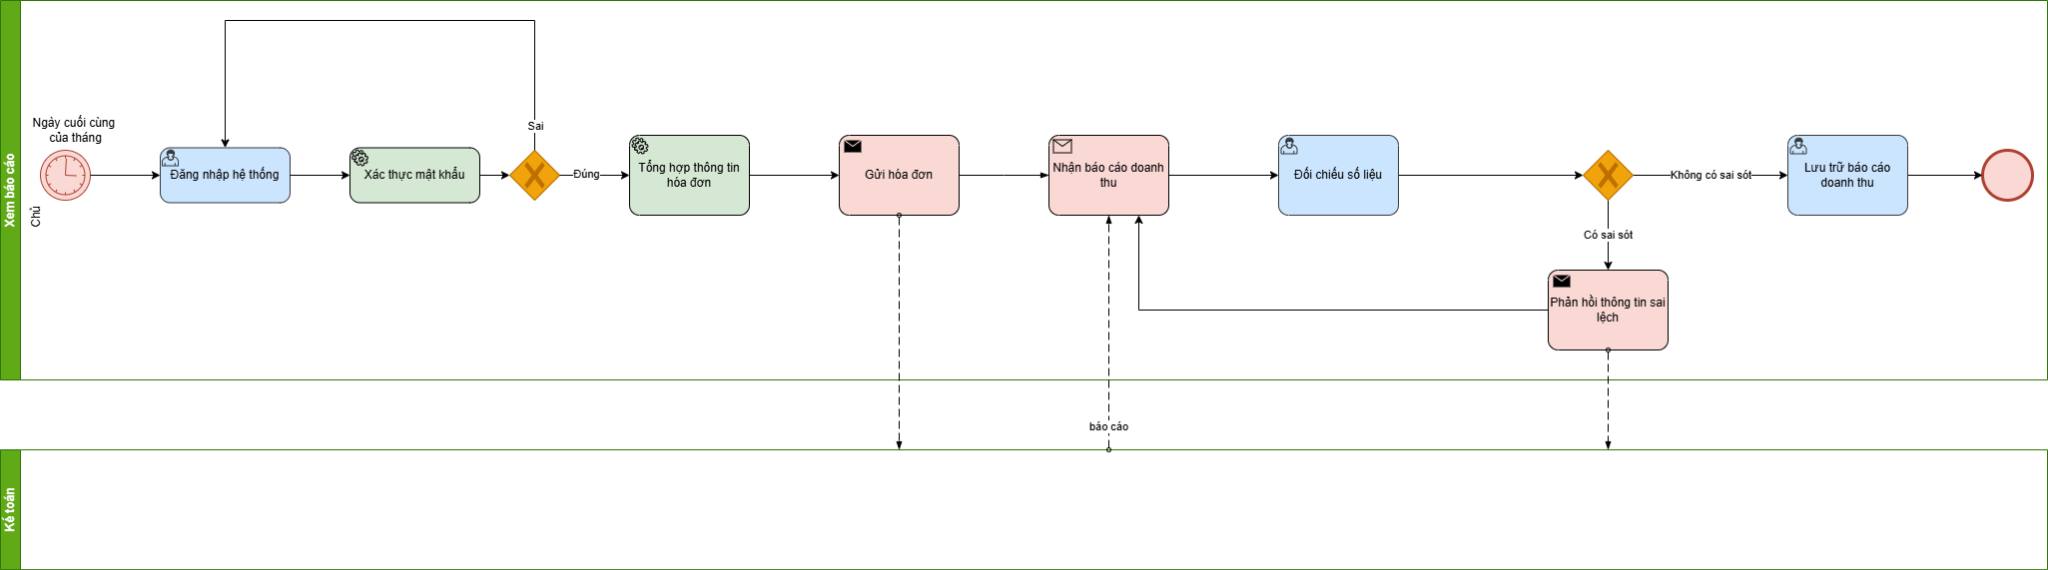 Xem báo cáo
Chủ
Ngày cuối cùng
của tháng
Đăng nhập hệ thống
Xác thực mật khẩu
Sai
Đúng
Tổng hợp thông tin
hóa đơn
Gửi hóa đơn
Nhận báo cáo doanh
thu
Đối chiếu số liệu
Không có sai sót
Lưu trữ báo cáo
doanh thu
Có sai sót
Phản hồi thông tin sai
lệch
báo cáo
Kế toán